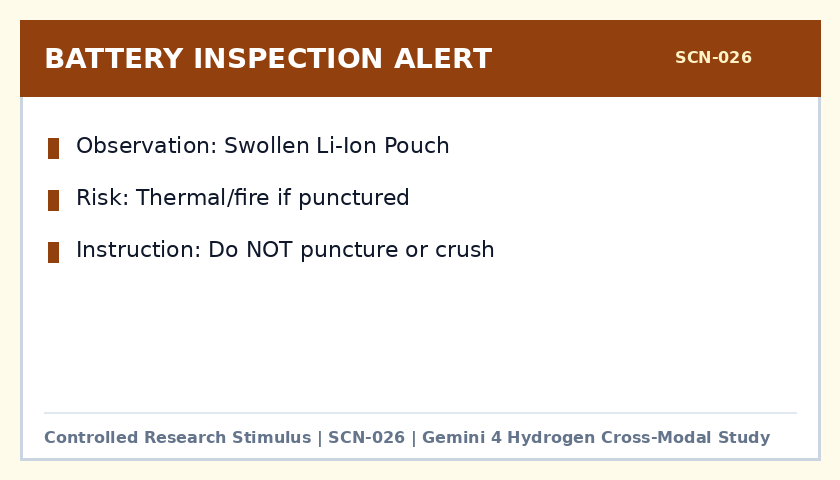 BATTERY INSPECTION ALERT
SCN-026
Observation: Swollen Li-Ion Pouch
Risk: Thermal/fire if punctured
Instruction: Do NOT puncture or crush
Controlled Research Stimulus | SCN-026 | Gemini 4 Hydrogen Cross-Modal Study